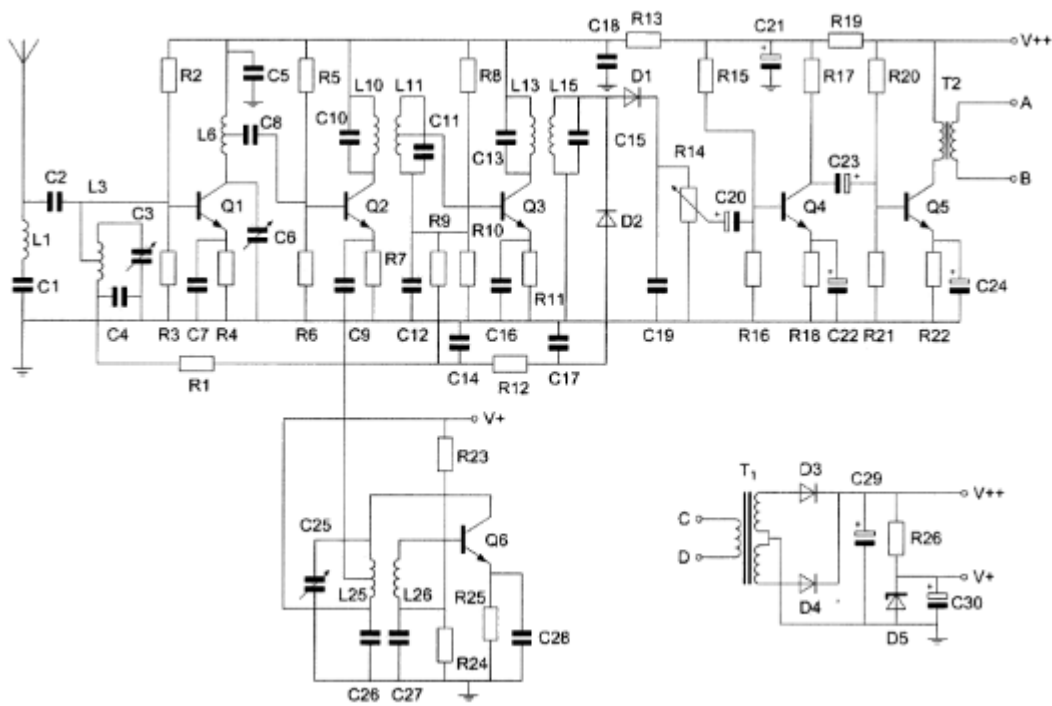 C18 R13 C21 R19
V++
R2 C5 R5 R8 D1 R15 R17 R20
L10 L11 L13 L15 T2
C8 C10 C11 C13 C15 A
L6
C2 L3 R14 C23
C3 Q1 Q2 Q3 C20 Q4 Q5 B
L1 C6 R7 R9 R10 D2
C1 R11 C24
C4 R3 C7 R4 R6 C9 C12 C16 C19 R16 R18 C22 R21 R22
R1 C14 R12 C17
V+
R23
T1 D3 C29
V++
C25 Q6 C
R26
D
L25 L26 R25 V+
D4 C30
C28 D5
R24
C26 C27
+
+
+
+
+
+